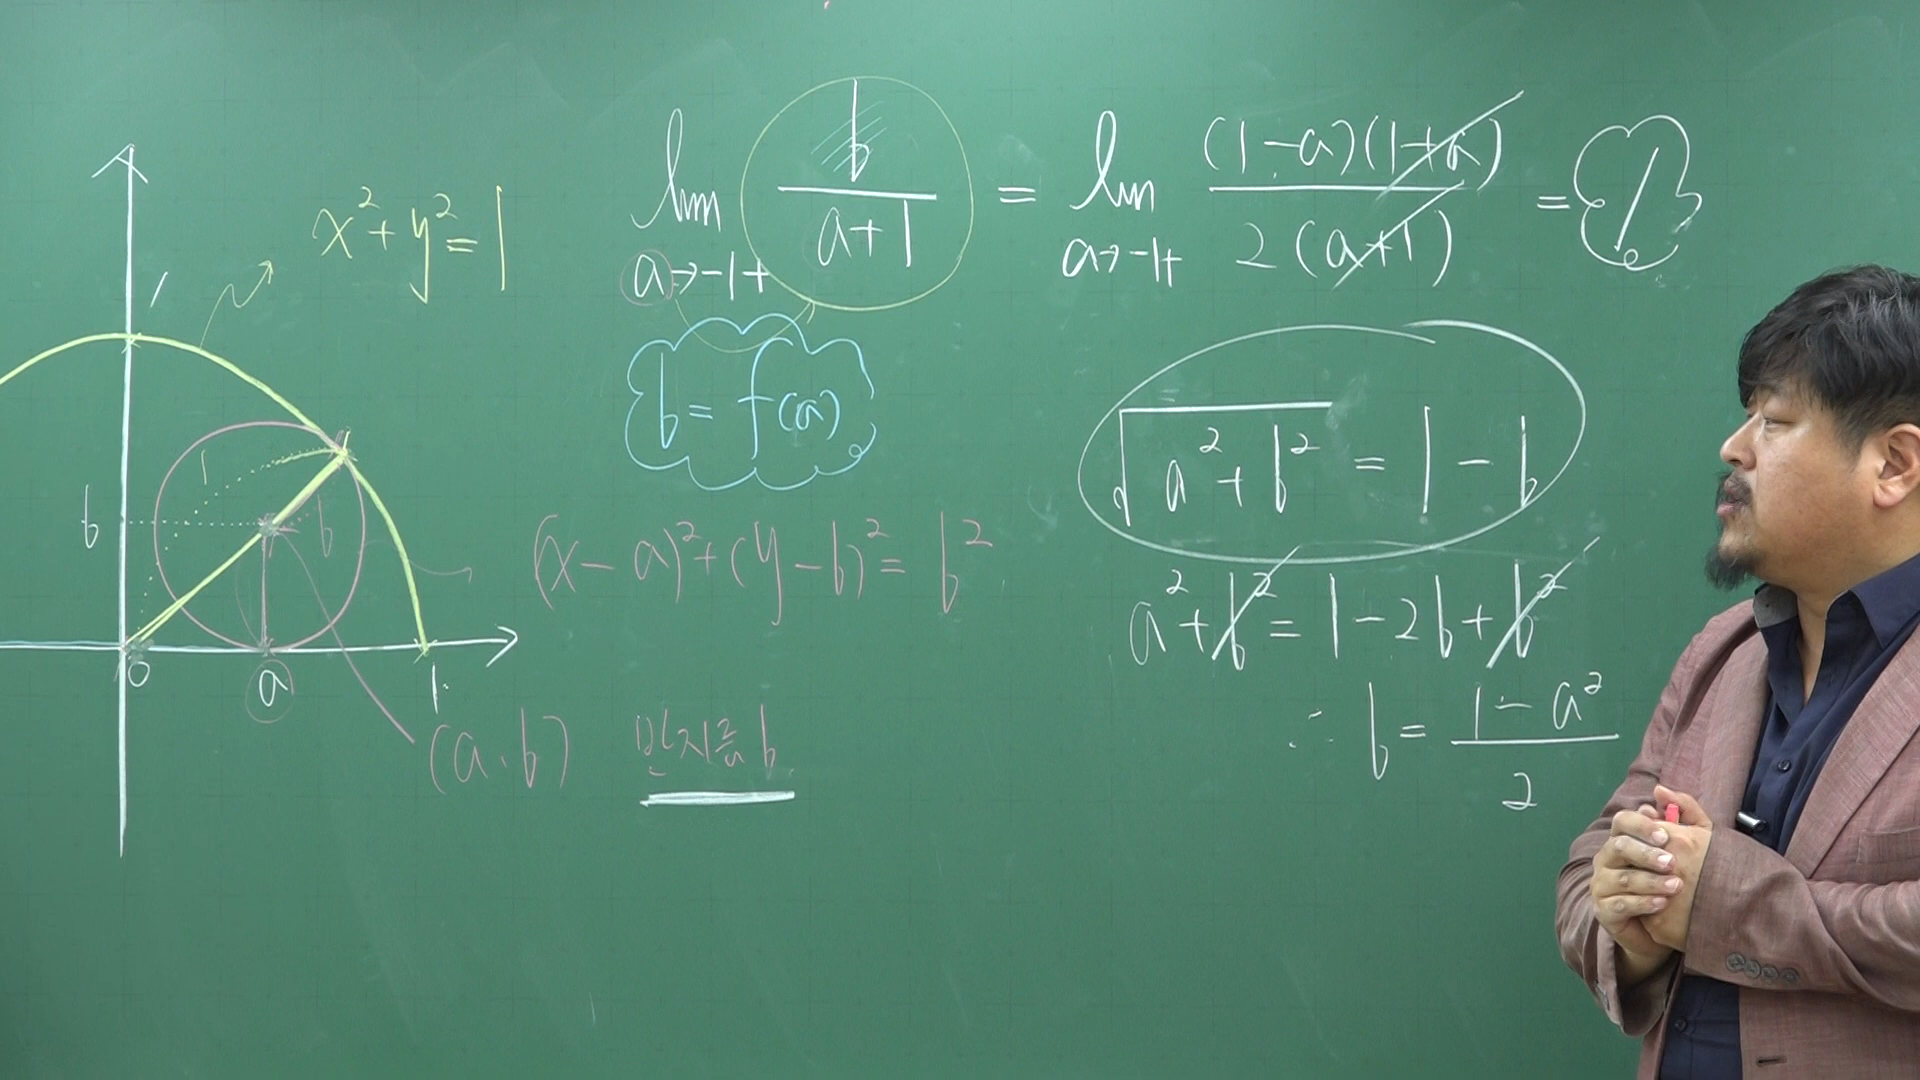 x² + y² = 1
1
b
1
b
0
a
1
(a, b)
lim a→-1+ b/(a+1) = lim a→-1+ (1-a)(1+a)/2(a+1) = 1
b = f(a)
(x-a)² + (y-b)² = b²
반지름 b
√(a²+b²) = 1 - b
a² + b² = 1 - 2b + b²
∴ b = (1-a²)/2